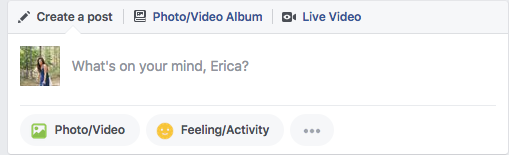 Create a post Photo/Video Album Live Video
What's on your mind, Erica?
Photo/Video Feeling/Activity